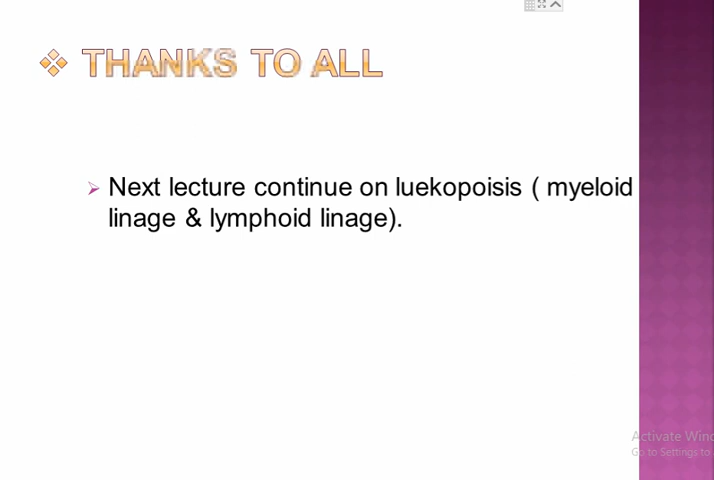 THANKS TO ALL
Next lecture continue on luekopoisis ( myeloid
linage & lymphoid linage).
Activate Wind
Go to Settings to